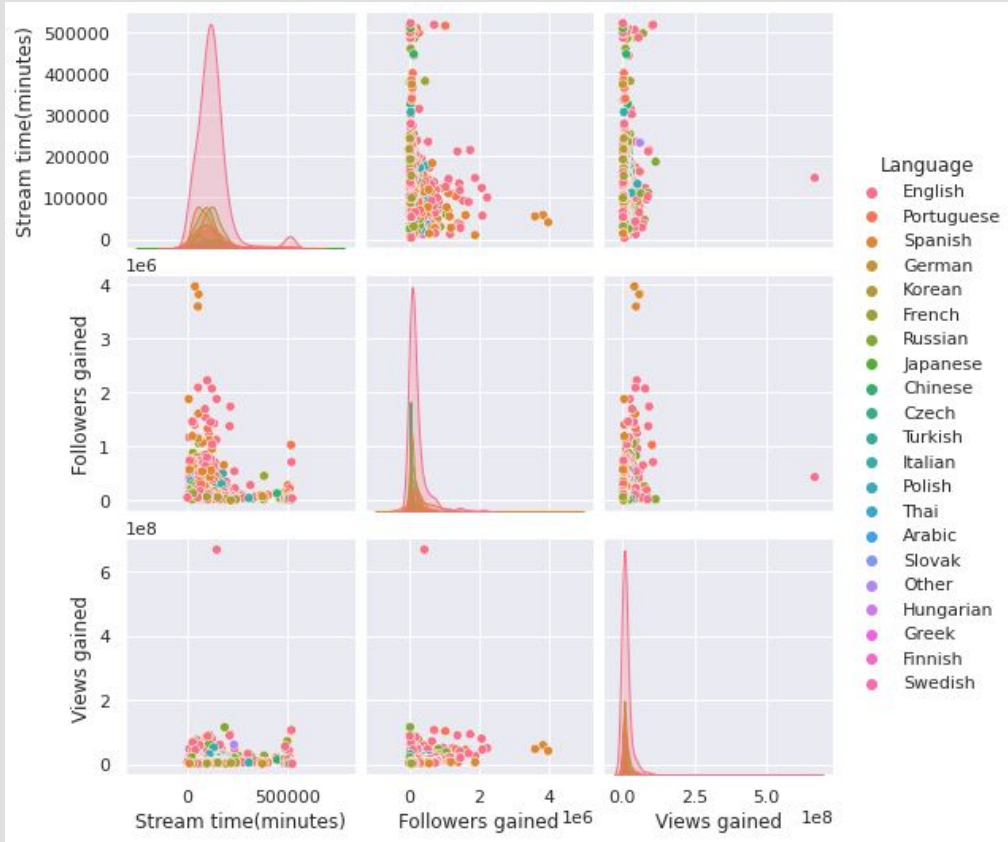 Stream time(minutes)
500000
400000
300000
200000
100000
0
1e6
Followers gained
4
3
2
1
0
1e8
Views gained
6
4
2
0
0
500000
Stream time(minutes)
0
2
4
Followers gained
1e6
0.0
2.5
5.0
Views gained
1e8
Language
English
Portuguese
Spanish
German
Korean
French
Russian
Japanese
Chinese
Czech
Turkish
Italian
Polish
Thai
Arabic
Slovak
Other
Hungarian
Greek
Finnish
Swedish